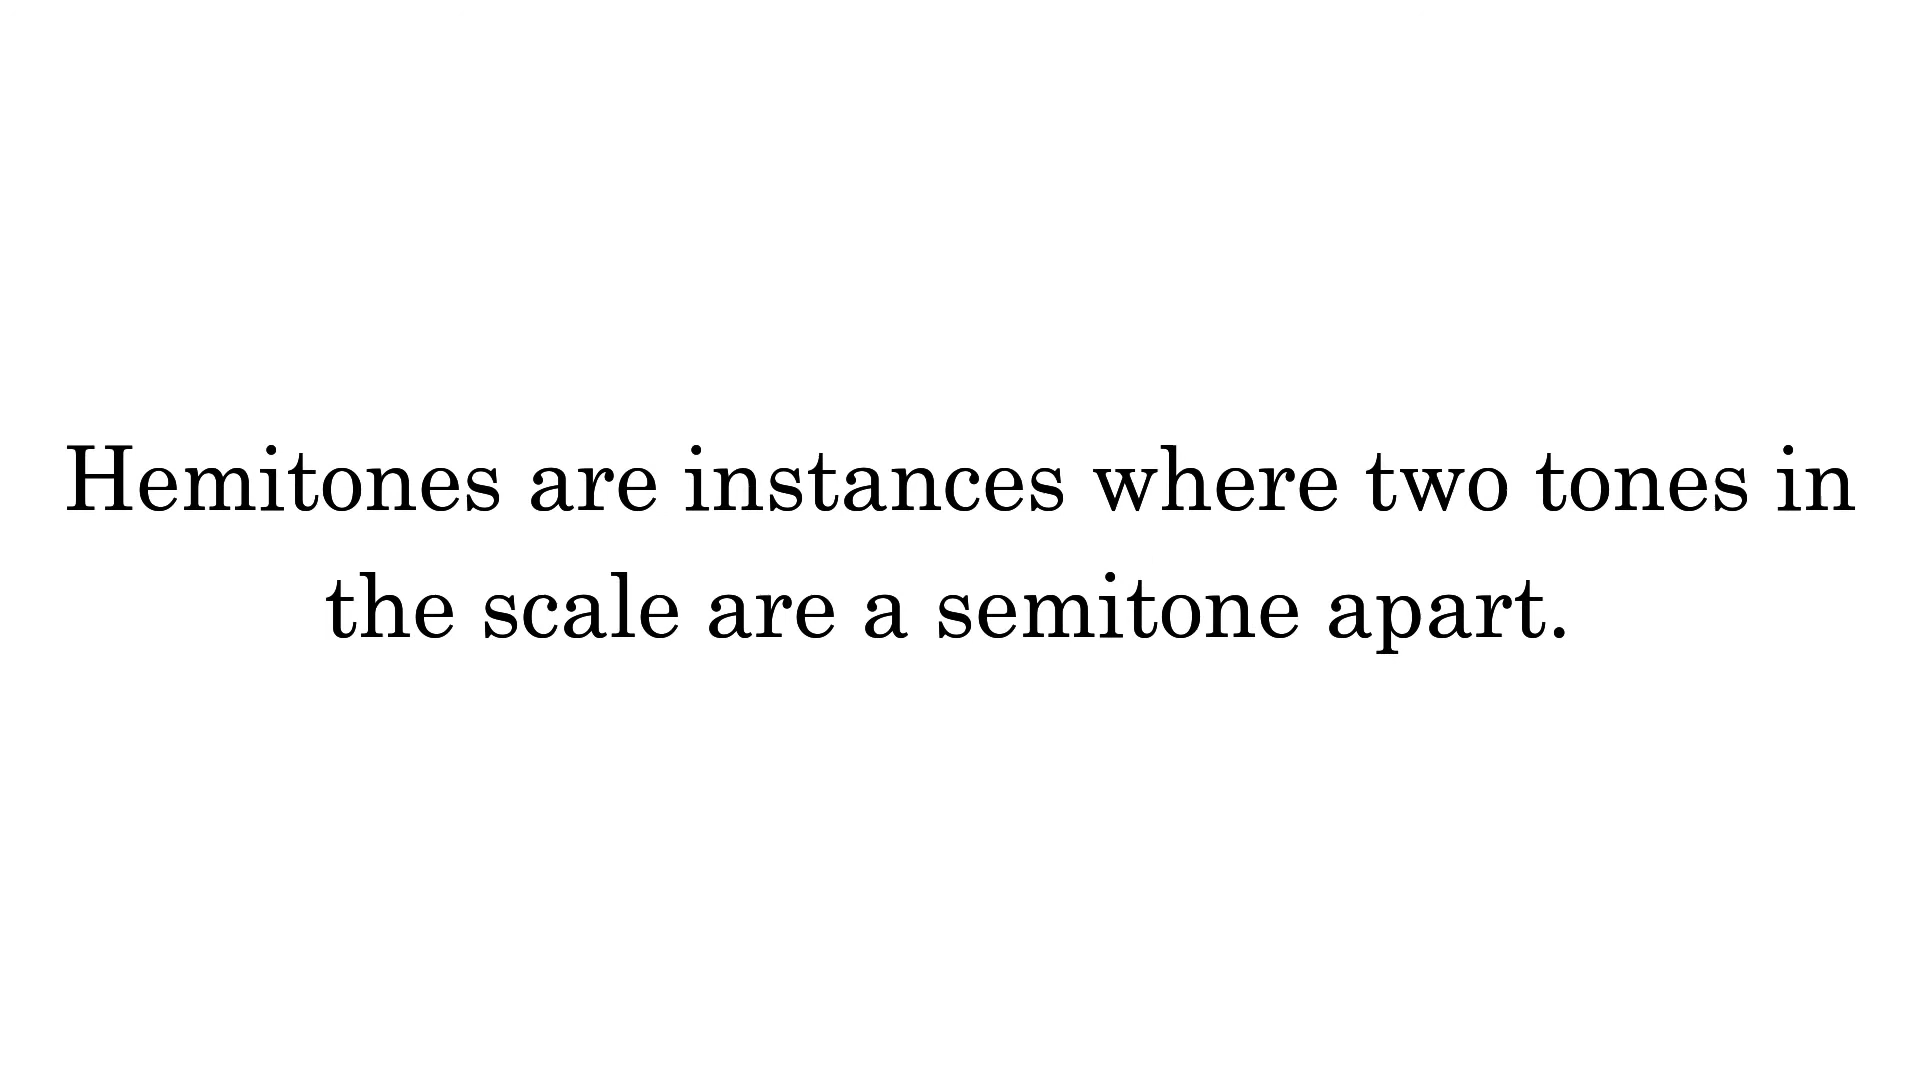 Hemitones are instances where two tones in
the scale are a semitone apart.